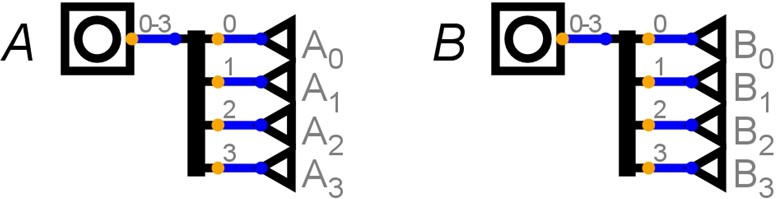 A 0-3 0 A₀
1 A₁
2 A₂
3 A₃
B 0-3 0 B₀
1 B₁
2 B₂
3 B₃